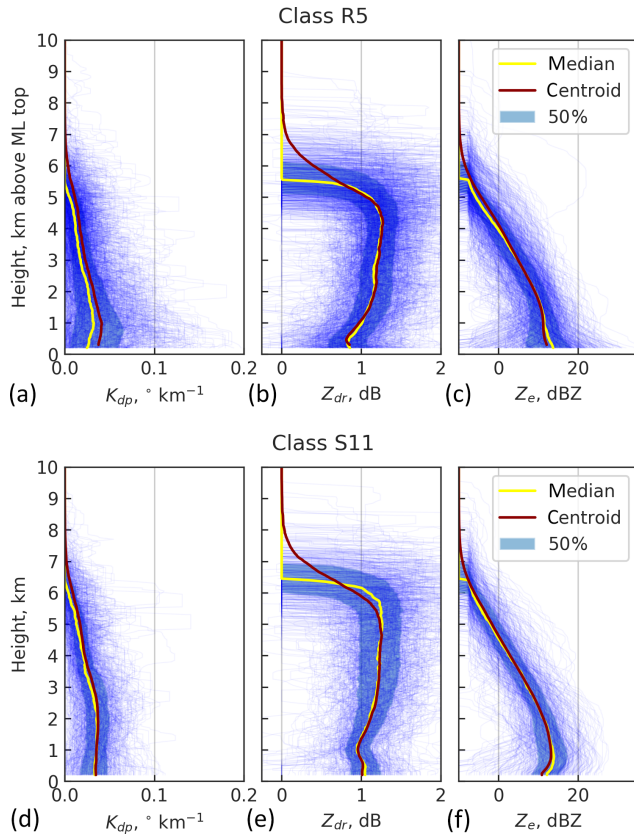 Class R5
10
9
8
7
6
5
4
3
2
1
0
Height, km above ML top
0.0 0.1 0.2
0 1 2
0 20
Median
Centroid
50%
(a) K_dp, ° km⁻¹
(b) Z_dr, dB
(c) Z_e, dBZ
Class S11
10
9
8
7
6
5
4
3
2
1
0
Height, km
0.0 0.1 0.2
0 1 2
0 20
Median
Centroid
50%
(d) K_dp, ° km⁻¹
(e) Z_dr, dB
(f) Z_e, dBZ